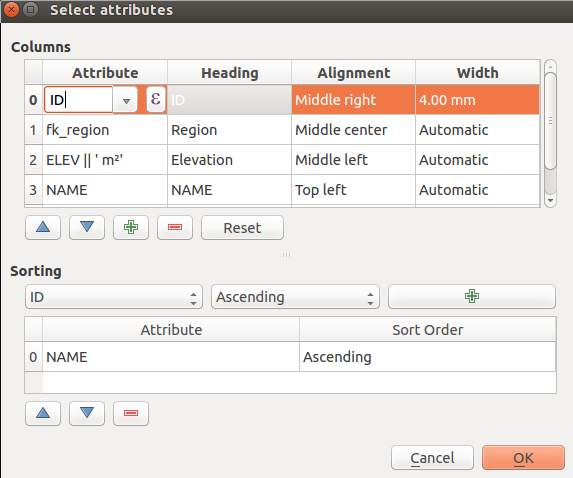 Select attributes
Columns
Attribute Heading Alignment Width
0 ID ε ID Middle right 4.00 mm
1 fk_region Region Middle center Automatic
2 ELEV || ' m²' Elevation Middle left Automatic
3 NAME NAME Top left Automatic
Reset
Sorting
ID Ascending
Attribute Sort Order
0 NAME Ascending
Cancel OK